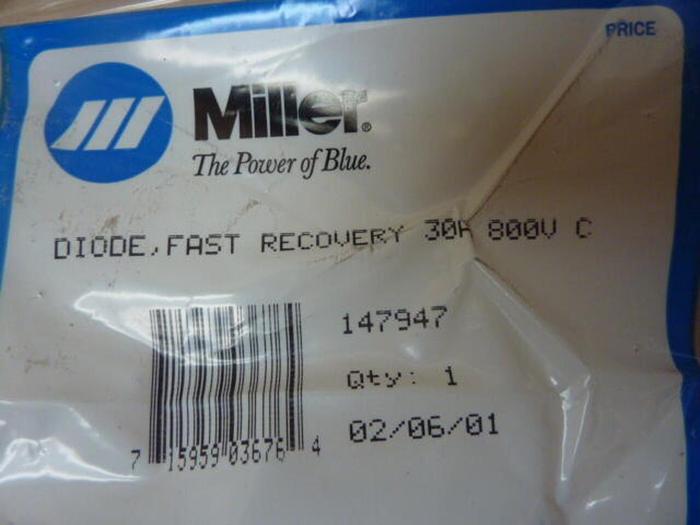 PRICE
Miller®
The Power of Blue.
DIODE, FAST RECOVERY 30A 800V C
147947
Qty: 1
02/06/01
7 15959 03676 4